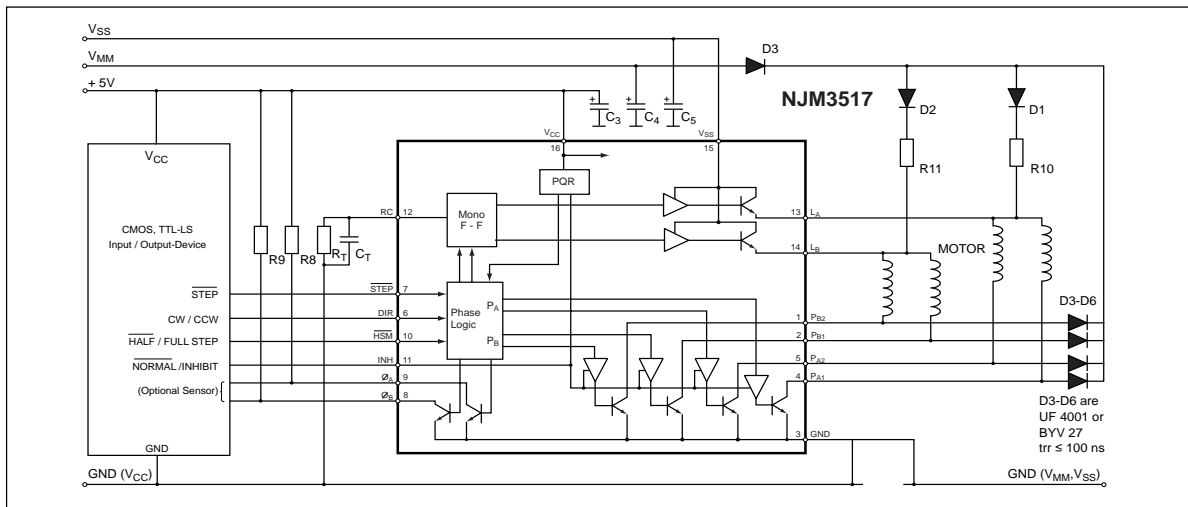 VSS
VMM
+ 5V
D3
NJM3517
D2
D1
R11
R10
+
C3
+
C4
+
C5
VCC
16
VSS
15
VCC
PQR
CMOS, TTL-LS
Input / Output-Device
R9
R8
RT
CT
RC
12
Mono
F - F
13
LA
14
LB
MOTOR
STEP
STEP
7
CW / CCW
DIR
6
HALF / FULL STEP
HSM
10
NORMAL /INHIBIT
INH
11
(Optional Sensor)
ØA
9
ØB
8
Phase
Logic
PA
PB
1
PB2
2
PB1
5
PA2
4
PA1
3
GND
D3-D6
D3-D6 are
UF 4001 or
BYV 27
trr ≤ 100 ns
GND
GND (VCC)
GND (VMM,VSS)